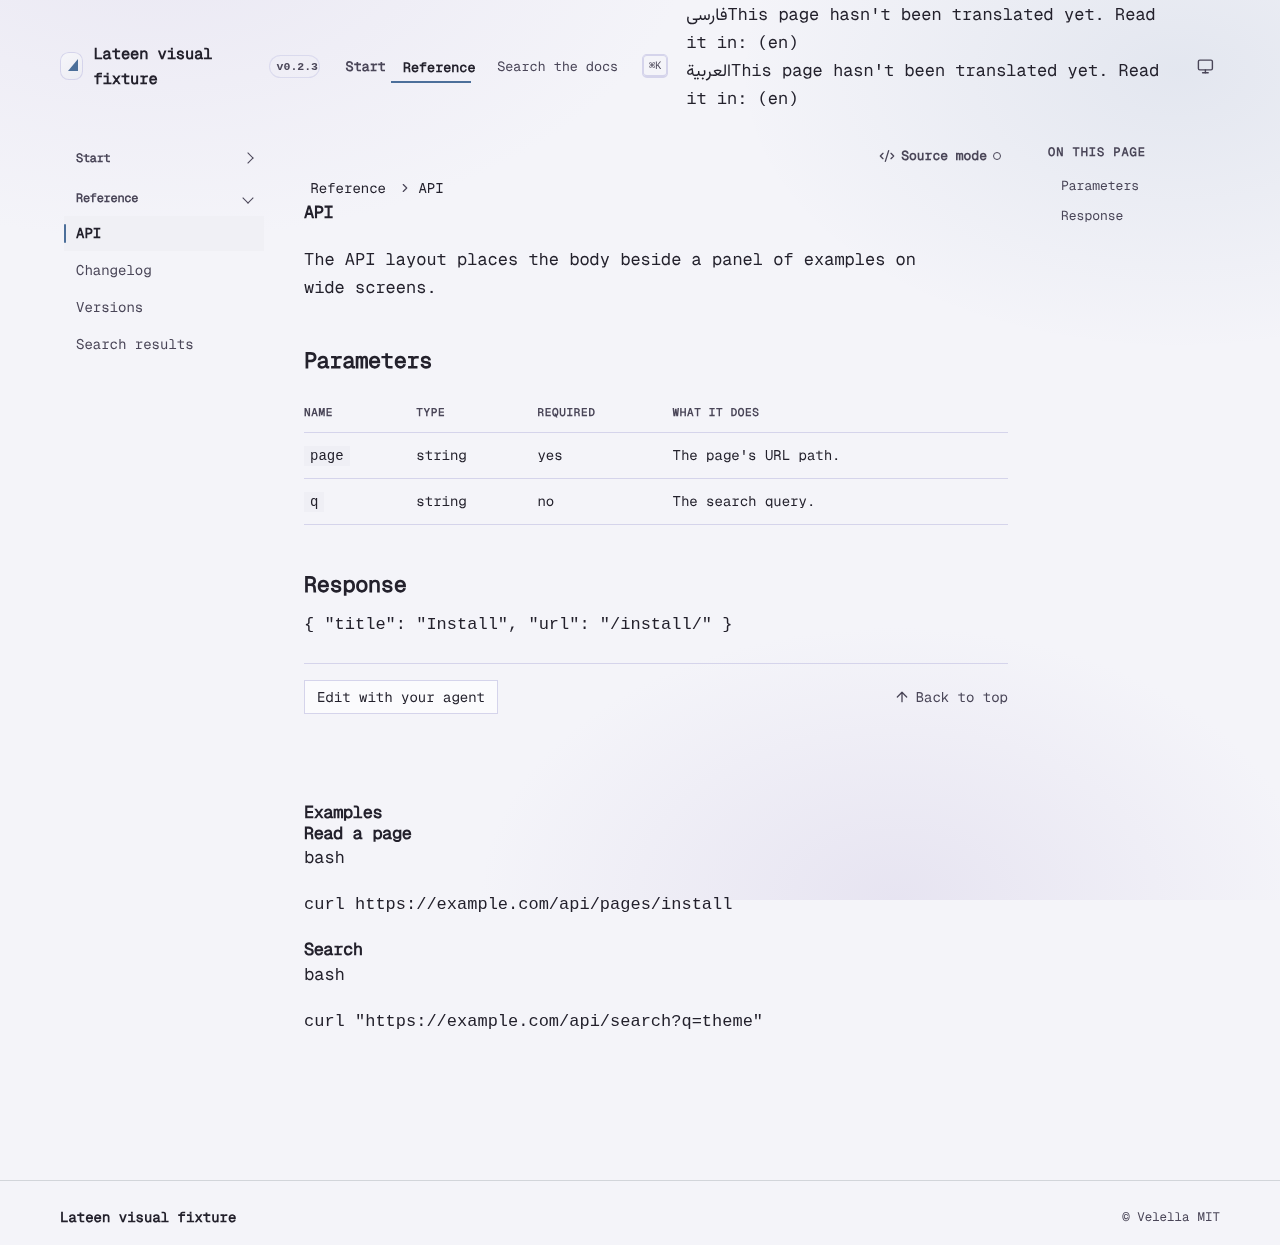 Lateen visual
fixture
v0.2.3
Start
Reference
Search the docs
⌘K
فارسیThis page hasn't been translated yet. Read
it in: (en)
العربيةThis page hasn't been translated yet. Read
it in: (en)
Start
Reference
API
Changelog
Versions
Search results
Source mode
Reference > API
API
The API layout places the body beside a panel of examples on
wide screens.
Parameters
NAME TYPE REQUIRED WHAT IT DOES
page string yes The page's URL path.
q string no The search query.
Response
{ "title": "Install", "url": "/install/" }
Edit with your agent
↑ Back to top
Examples
Read a page
bash
curl https://example.com/api/pages/install
Search
bash
curl "https://example.com/api/search?q=theme"
ON THIS PAGE
Parameters
Response
Lateen visual fixture
© Velella MIT